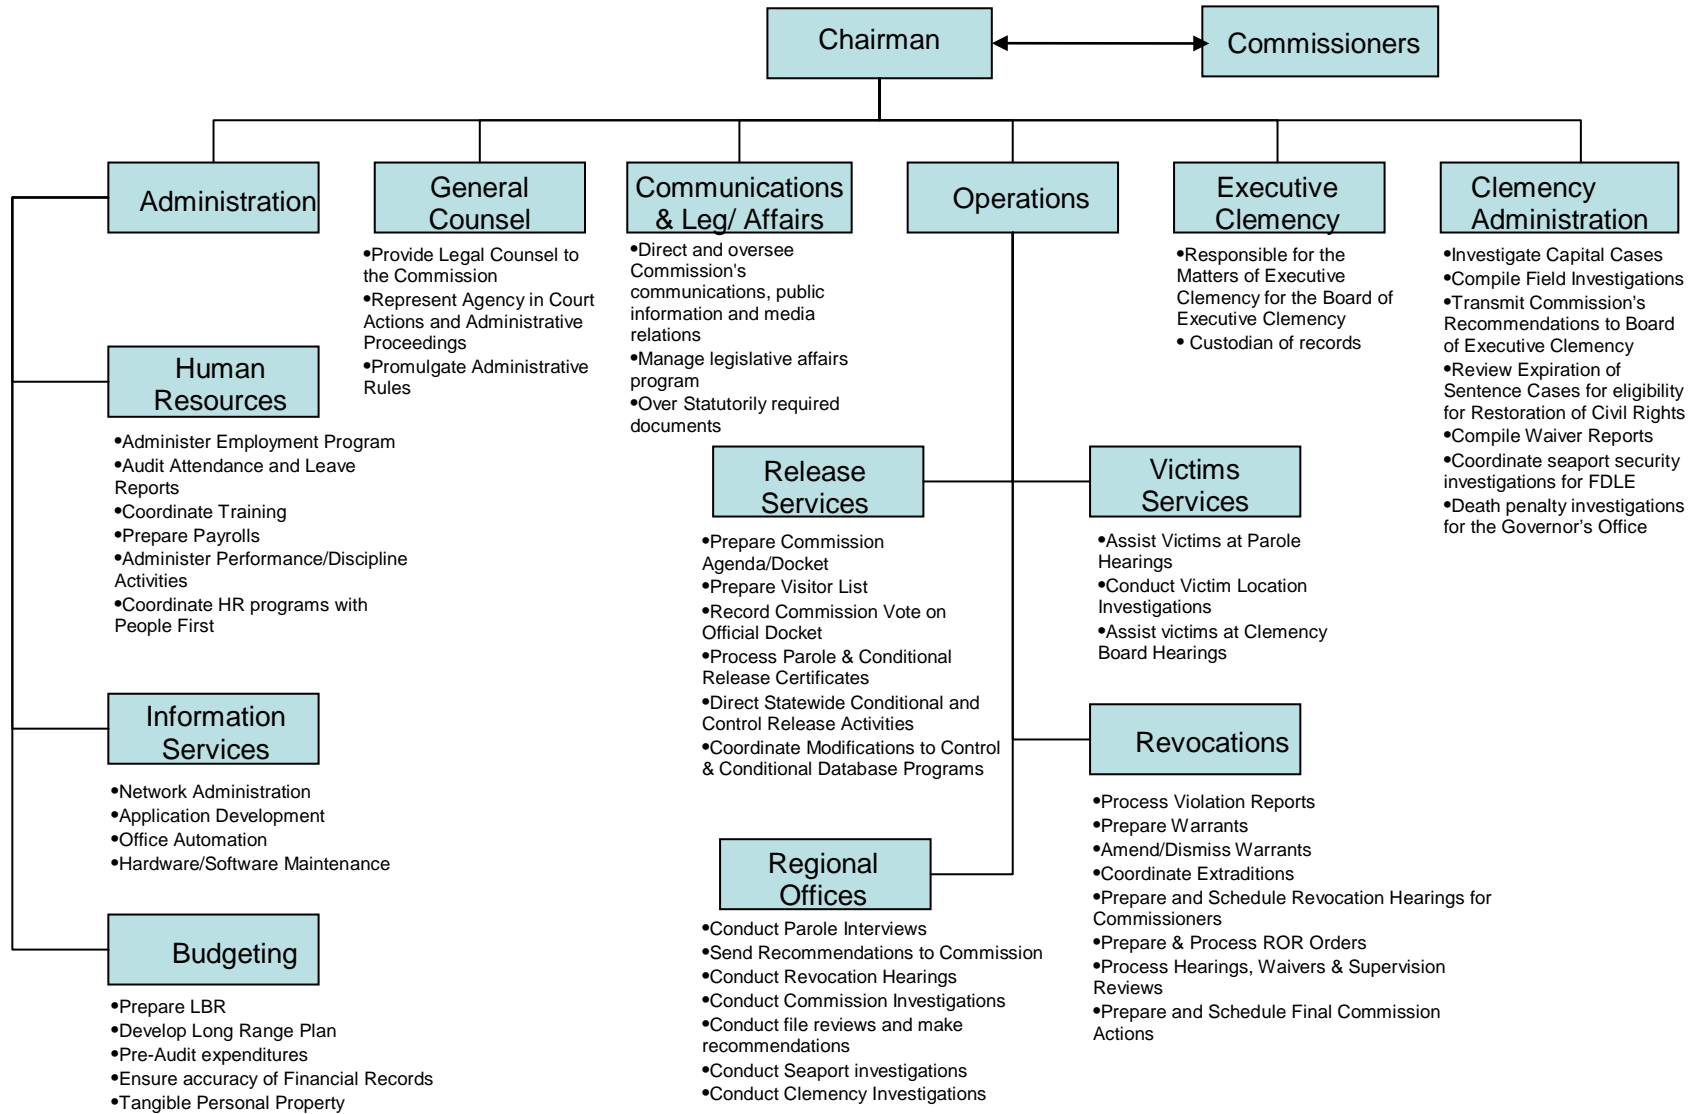 Chairman
Commissioners
Administration
General
Counsel
•Provide Legal Counsel to
the Commission
•Represent Agency in Court
Actions and Administrative
Proceedings
•Promulgate Administrative
Rules
Communications
& Leg/ Affairs
•Direct and oversee
Commission's
communications, public
information and media
relations
•Manage legislative affairs
program
•Over Statutorily required
documents
Operations
Executive
Clemency
•Responsible for the
Matters of Executive
Clemency for the Board of
Executive Clemency
• Custodian of records
Clemency
Administration
•Investigate Capital Cases
•Compile Field Investigations
•Transmit Commission’s
Recommendations to Board
of Executive Clemency
•Review Expiration of
Sentence Cases for eligibility
for Restoration of Civil Rights
•Compile Waiver Reports
•Coordinate seaport security
investigations for FDLE
•Death penalty investigations
for the Governor’s Office
Human
Resources
•Administer Employment Program
•Audit Attendance and Leave
Reports
•Coordinate Training
•Prepare Payrolls
•Administer Performance/Discipline
Activities
•Coordinate HR programs with
People First
Information
Services
•Network Administration
•Application Development
•Office Automation
•Hardware/Software Maintenance
Budgeting
•Prepare LBR
•Develop Long Range Plan
•Pre-Audit expenditures
•Ensure accuracy of Financial Records
•Tangible Personal Property
Release
Services
•Prepare Commission
Agenda/Docket
•Prepare Visitor List
•Record Commission Vote on
Official Docket
•Process Parole & Conditional
Release Certificates
•Direct Statewide Conditional and
Control Release Activities
•Coordinate Modifications to Control
& Conditional Database Programs
Victims
Services
•Assist Victims at Parole
Hearings
•Conduct Victim Location
Investigations
•Assist victims at Clemency
Board Hearings
Regional
Offices
•Conduct Parole Interviews
•Send Recommendations to Commission
•Conduct Revocation Hearings
•Conduct Commission Investigations
•Conduct file reviews and make
recommendations
•Conduct Seaport investigations
•Conduct Clemency Investigations
Revocations
•Process Violation Reports
•Prepare Warrants
•Amend/Dismiss Warrants
•Coordinate Extraditions
•Prepare and Schedule Revocation Hearings for
Commissioners
•Prepare & Process ROR Orders
•Process Hearings, Waivers & Supervision
Reviews
•Prepare and Schedule Final Commission
Actions